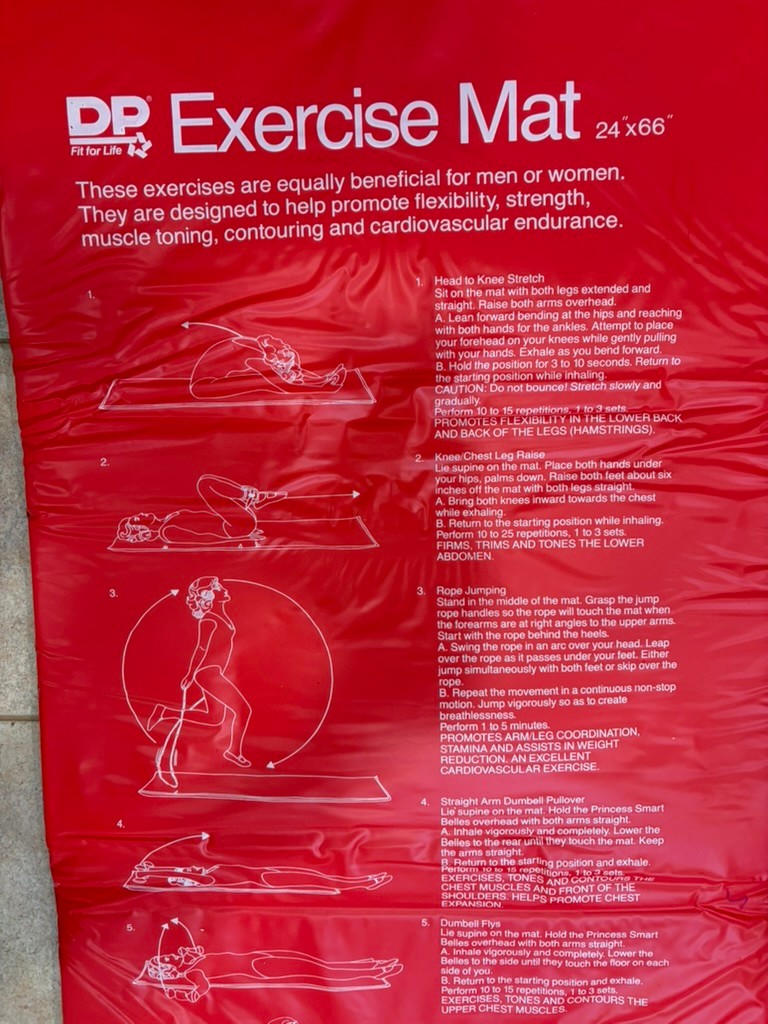 DP®
Fit for Life
Exercise Mat 24"x66"
These exercises are equally beneficial for men or women.
They are designed to help promote flexibility, strength,
muscle toning, contouring and cardiovascular endurance.
1.
1. Head to Knee Stretch
Sit on the mat with both legs extended and
straight. Raise both arms overhead.
A. Lean forward bending at the hips and reaching
with both hands for the ankles. Attempt to place
your forehead on your knees while gently pulling
with your hands. Exhale as you bend forward.
B. Hold the position for 3 to 10 seconds. Return to
the starting position while inhaling.
CAUTION: Do not bounce! Stretch slowly and
gradually.
Perform 10 to 15 repetitions, 1 to 3 sets.
PROMOTES FLEXIBILITY IN THE LOWER BACK
AND BACK OF THE LEGS (HAMSTRINGS).
2.
2. Knee/Chest Leg Raise
Lie supine on the mat. Place both hands under
your hips, palms down. Raise both feet about six
inches off the mat with both legs straight.
A. Bring both knees inward towards the chest
while exhaling.
B. Return to the starting position while inhaling.
Perform 10 to 25 repetitions, 1 to 3 sets.
FIRMS, TRIMS AND TONES THE LOWER
ABDOMEN.
3.
3. Rope Jumping
Stand in the middle of the mat. Grasp the jump
rope handles so the rope will touch the mat when
the forearms are at right angles to the upper arms.
Start with the rope behind the heels.
A. Swing the rope in an arc over your head. Leap
over the rope as it passes under your feet. Either
jump simultaneously with both feet or skip over the
rope.
B. Repeat the movement in a continuous non-stop
motion. Jump vigorously so as to create
breathlessness.
Perform 1 to 5 minutes.
PROMOTES ARM/LEG COORDINATION,
STAMINA AND ASSISTS IN WEIGHT
REDUCTION. AN EXCELLENT
CARDIOVASCULAR EXERCISE.
4.
4. Straight Arm Dumbell Pullover
Lie supine on the mat. Hold the Princess Smart
Belles overhead with both arms straight.
A. Inhale vigorously and completely. Lower the
Belles to the rear until they touch the mat. Keep
the arms straight.
B. Return to the starting position and exhale.
Perform 10 to 15 repetitions, 1 to 3 sets.
EXERCISES, TONES AND CONTOURS THE
CHEST MUSCLES AND FRONT OF THE
SHOULDERS. HELPS PROMOTE CHEST
EXPANSION.
5.
5. Dumbell Flys
Lie supine on the mat. Hold the Princess Smart
Belles overhead with both arms straight.
A. Inhale vigorously and completely. Lower the
Belles to the side until they touch the floor on each
side of you.
B. Return to the starting position and exhale.
Perform 10 to 15 repetitions, 1 to 3 sets.
EXERCISES, TONES AND CONTOURS THE
UPPER CHEST MUSCLES.